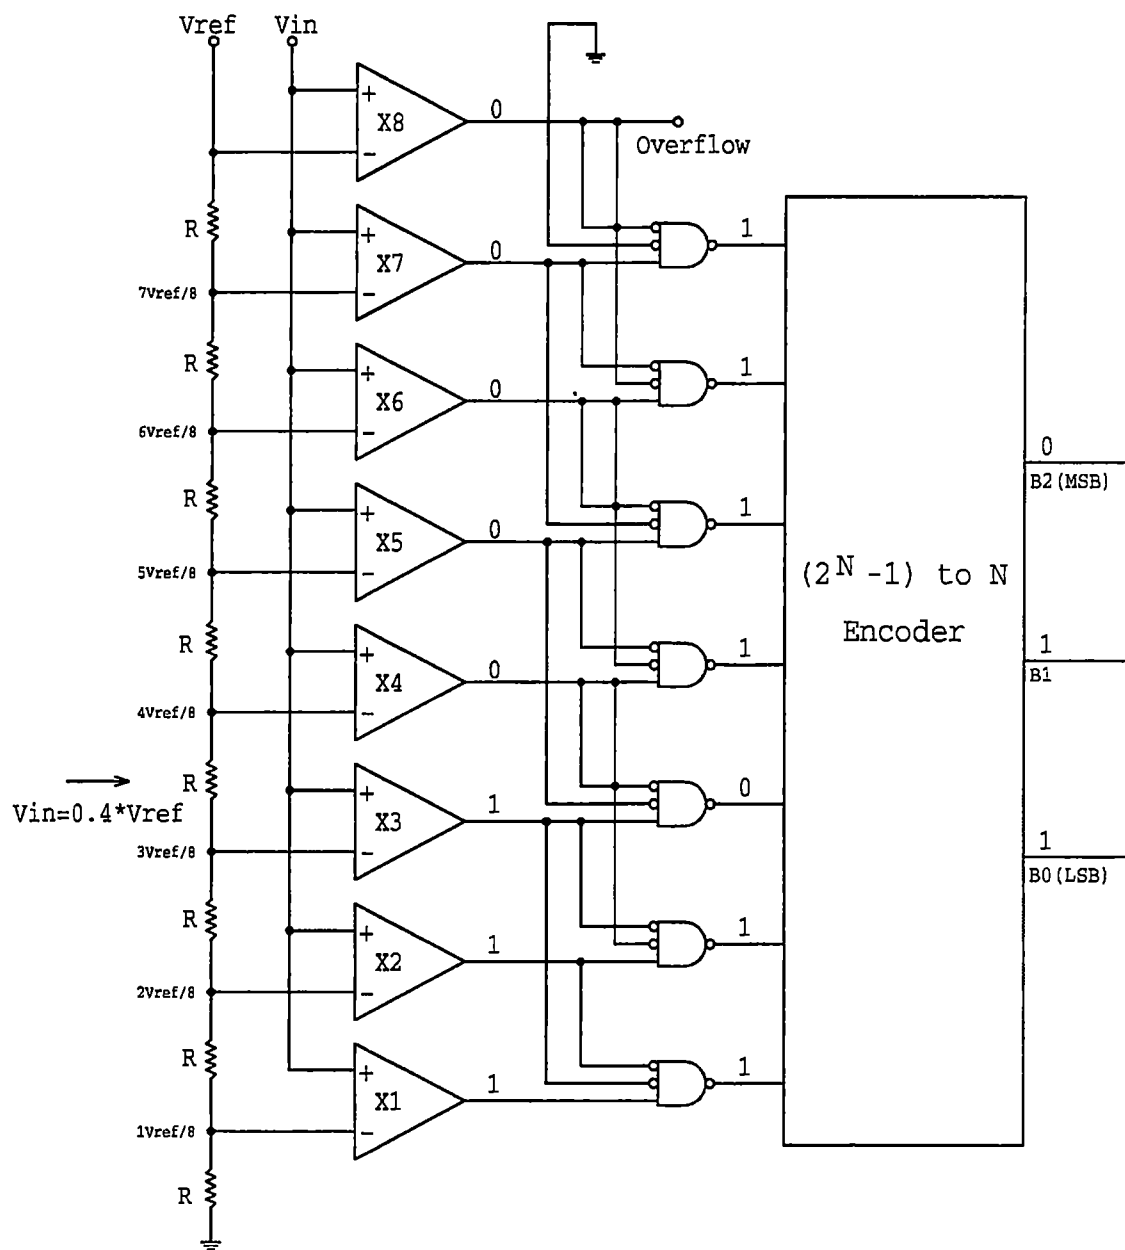 Vref Vin
+ X8 - 0
Overflow
R
+ X7 - 0 1
7Vref/8
R
+ X6 - 0 1
6Vref/8
R
0
B2(MSB)
+ X5 - 0 1
5Vref/8
(2^N -1) to N
Encoder
R
+ X4 - 0 1
1
B1
4Vref/8
R
Vin=0.4*Vref
+ X3 - 1 0
3Vref/8
1
B0(LSB)
R
+ X2 - 1 1
2Vref/8
R
+ X1 - 1 1
1Vref/8
R